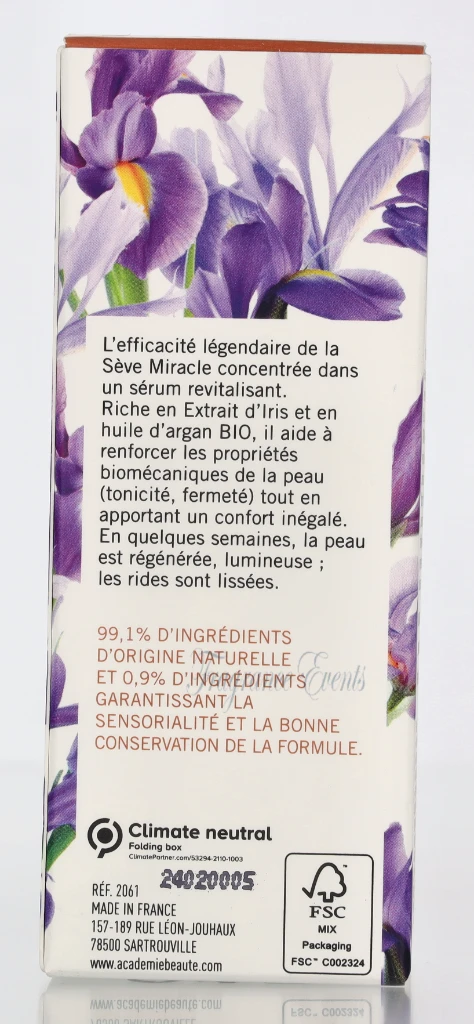 L'efficacité légendaire de la
Sève Miracle concentrée dans
un sérum revitalisant.
Riche en Extrait d'Iris et en
huile d'argan BIO, il aide à
renforcer les propriétés
biomécaniques de la peau
(tonicité, fermeté) tout en
apportant un confort inégalé.
En quelques semaines, la peau
est régénérée, lumineuse ;
les rides sont lissées.
99,1% D'INGRÉDIENTS
D'ORIGINE NATURELLE
ET 0,9% D'INGRÉDIENTS
GARANTISSANT LA
SENSORIALITÉ ET LA BONNE
CONSERVATION DE LA FORMULE.
Fragrance Events
Climate neutral
Folding box
ClimatePartner.com/53294-2110-1003
24020005
RÉF. 2061
MADE IN FRANCE
157-189 RUE LÉON-JOUHAUX
78500 SARTROUVILLE
www.academiebeaute.com
FSC
MIX
Packaging
FSC™ C002324